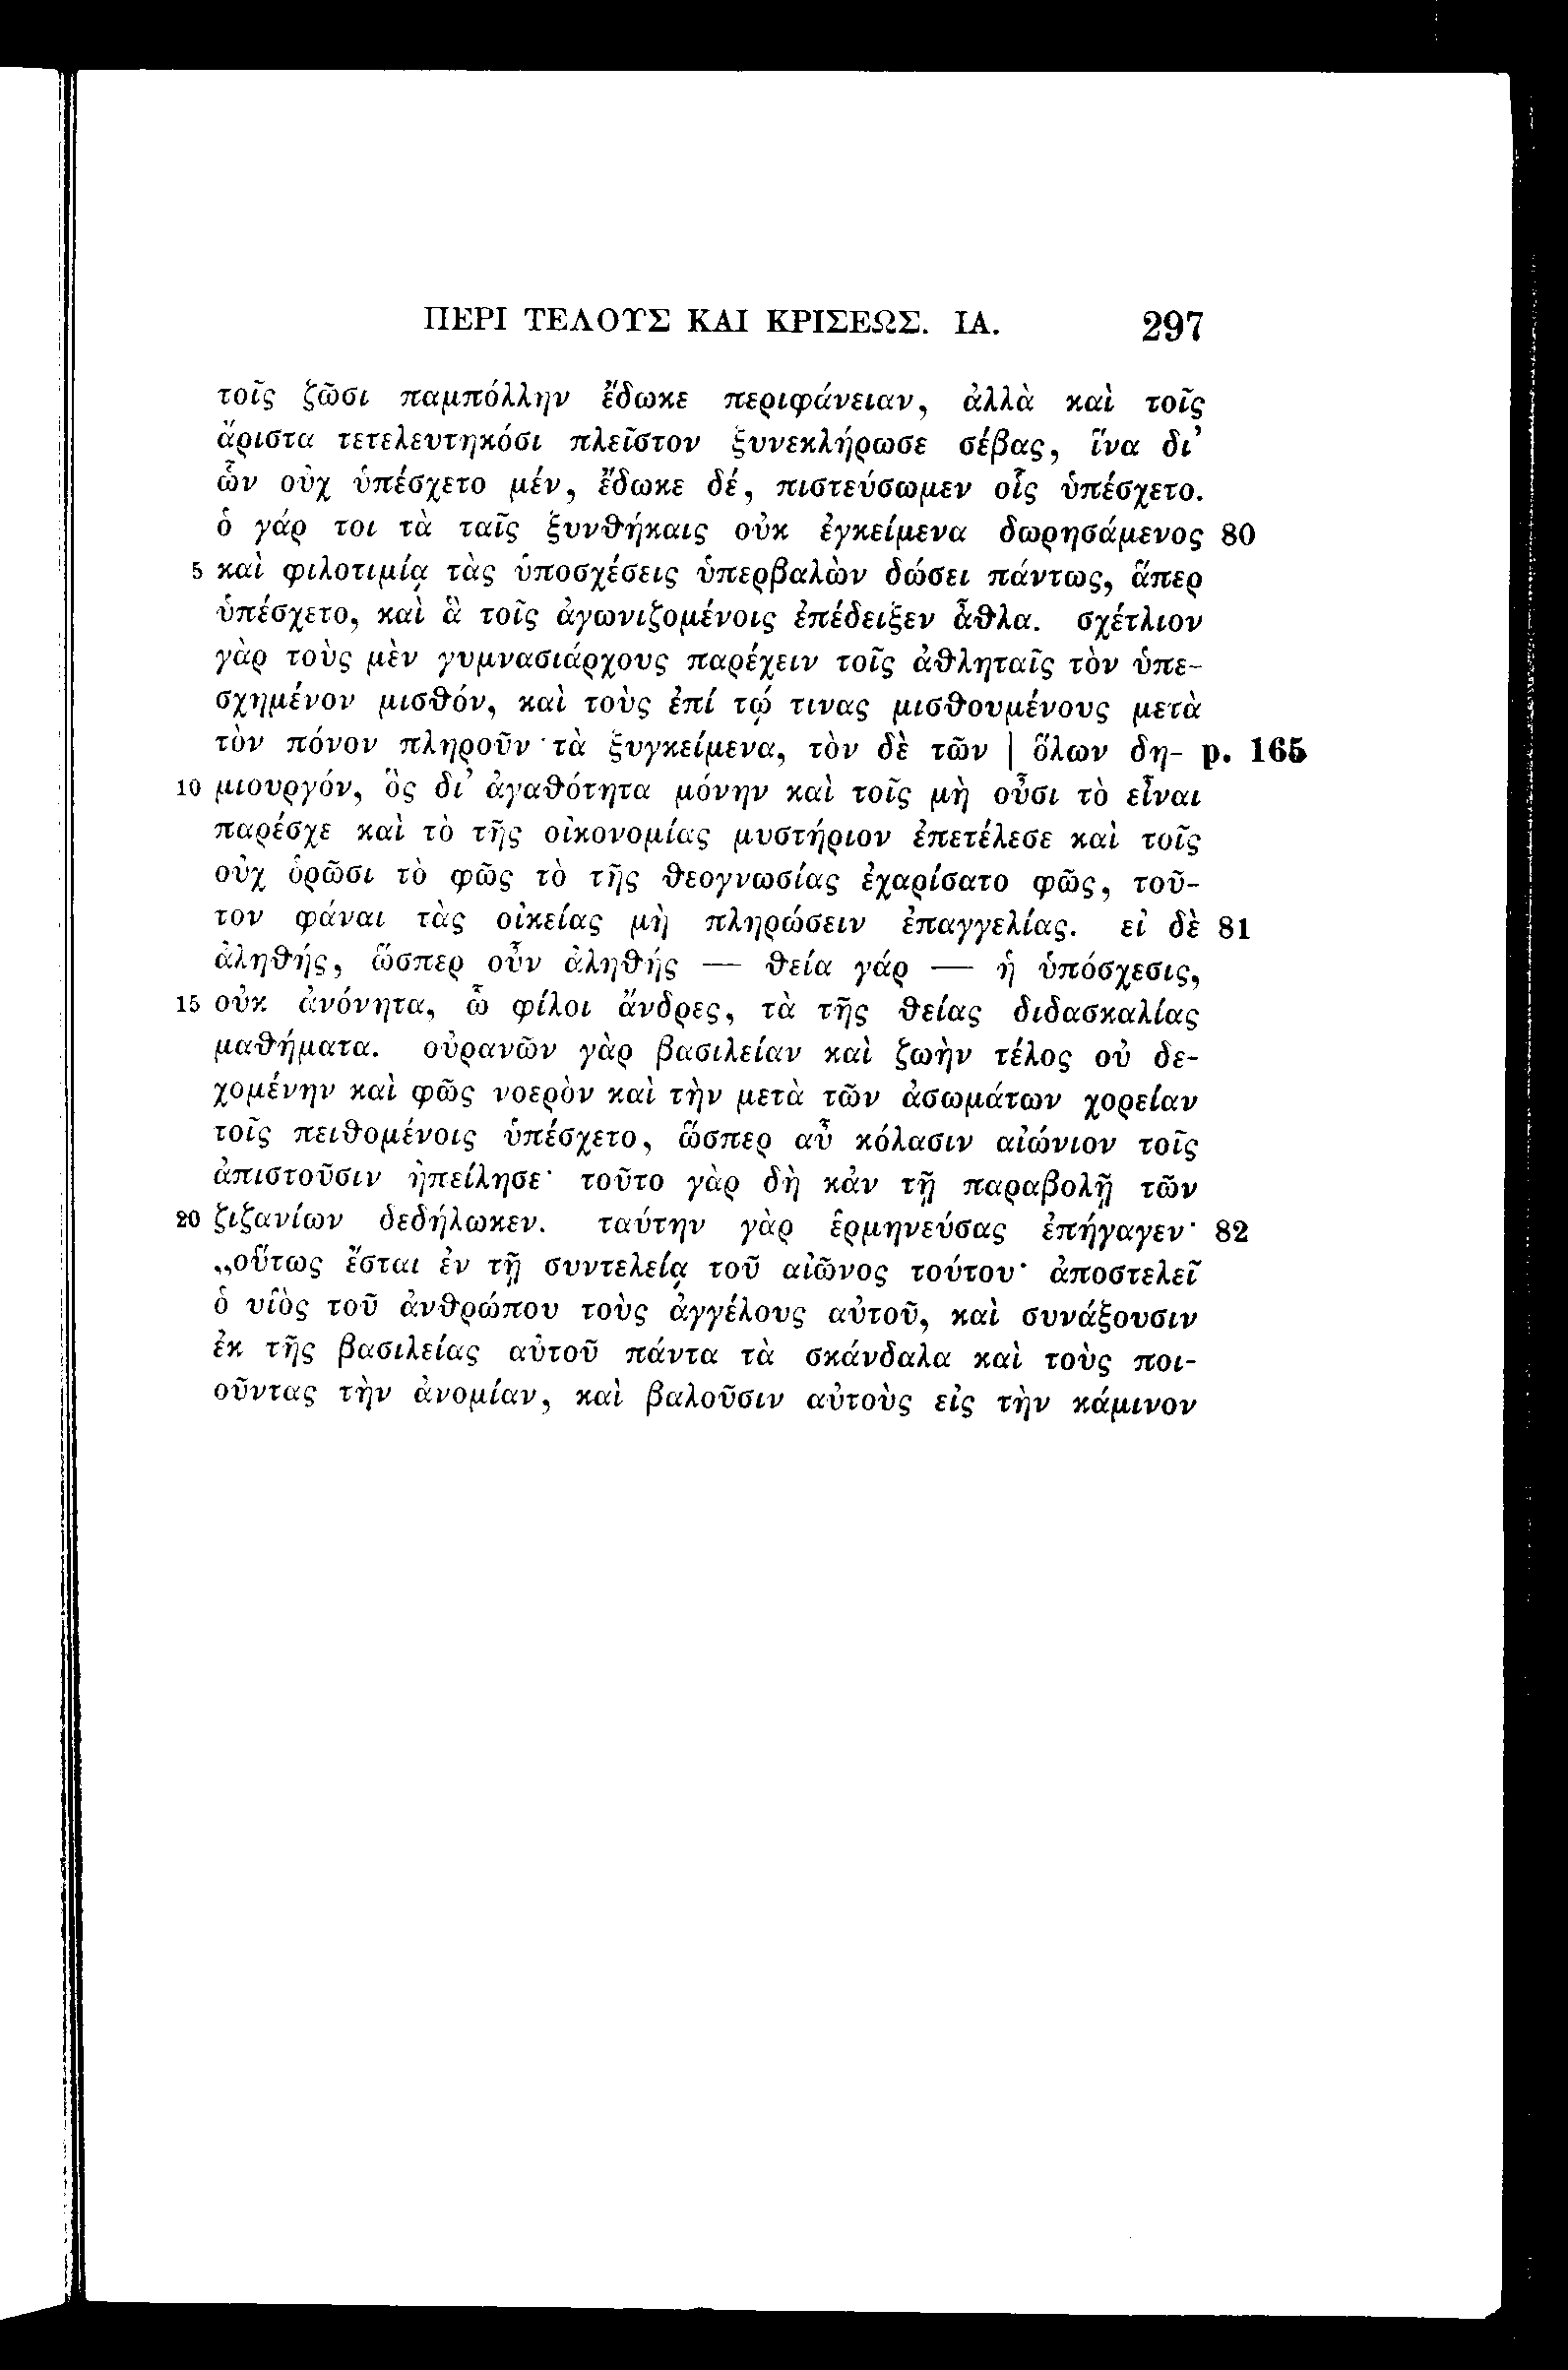 ΠΕΡΙ ΤΕΛΟΥΣ ΚΑΙ ΚΡΙΣΕΩΣ. ΙΑ. 297
τοῖς ζῶσι παμπόλλην ἔδωκε περιφάνειαν, ἀλλὰ καὶ τοῖς
ἄριστα τετελευτηκόσι πλεῖστον ξυνεκλήρωσε σέβας, ἵνα δι’
ὧν οὐχ ὑπέσχετο μέν, ἔδωκε δέ, πιστεύσωμεν οἷς ὑπέσχετο.
ὁ γάρ τοι τὰ ταῖς ξυνθήκαις οὐκ ἐγκείμενα δωρησάμενος 80
5 καὶ φιλοτιμίᾳ τὰς ὑποσχέσεις ὑπερβαλὼν δώσει πάντως, ἅπερ
ὑπέσχετο, καὶ ἃ τοῖς ἀγωνιζομένοις ἐπέδειξεν ἆθλα. σχέτλιον
γὰρ τοὺς μὲν γυμνασιάρχους παρέχειν τοῖς ἀθληταῖς τὸν ὑπε-
σχημένον μισθόν, καὶ τοὺς ἐπί τῴ τινας μισθουμένους μετὰ
τὸν πόνον πληροῦν τὰ ξυγκείμενα, τὸν δὲ τῶν | ὅλων δη- p. 165
10 μιουργόν, ὃς δι’ ἀγαθότητα μόνην καὶ τοῖς μὴ οὖσι τὸ εἶναι
παρέσχε καὶ τὸ τῆς οἰκονομίας μυστήριον ἐπετέλεσε καὶ τοῖς
οὐχ ὁρῶσι τὸ φῶς τὸ τῆς θεογνωσίας ἐχαρίσατο φῶς, τοῦ-
τον φάναι τὰς οἰκείας μὴ πληρώσειν ἐπαγγελίας. εἰ δὲ 81
ἀληθής, ὥσπερ οὖν ἀληθής — θεία γάρ — ἡ ὑπόσχεσις,
15 οὐκ ἀνόνητα, ὦ φίλοι ἄνδρες, τὰ τῆς θείας διδασκαλίας
μαθήματα. οὐρανῶν γὰρ βασιλείαν καὶ ζωὴν τέλος οὐ δε-
χομένην καὶ φῶς νοερὸν καὶ τὴν μετὰ τῶν ἀσωμάτων χορείαν
τοῖς πειθομένοις ὑπέσχετο, ὥσπερ αὖ κόλασιν αἰώνιον τοῖς
ἀπιστοῦσιν ἠπείλησε· τοῦτο γὰρ δὴ κἀν τῇ παραβολῇ τῶν
20 ζιζανίων δεδήλωκεν. ταύτην γὰρ ἑρμηνεύσας ἐπήγαγεν· 82
„οὕτως ἔσται ἐν τῇ συντελείᾳ τοῦ αἰῶνος τούτου· ἀποστελεῖ
ὁ υἱὸς τοῦ ἀνθρώπου τοὺς ἀγγέλους αὐτοῦ, καὶ συνάξουσιν
ἐκ τῆς βασιλείας αὐτοῦ πάντα τὰ σκάνδαλα καὶ τοὺς ποι-
οῦντας τὴν ἀνομίαν, καὶ βαλοῦσιν αὐτοὺς εἰς τὴν κάμινον